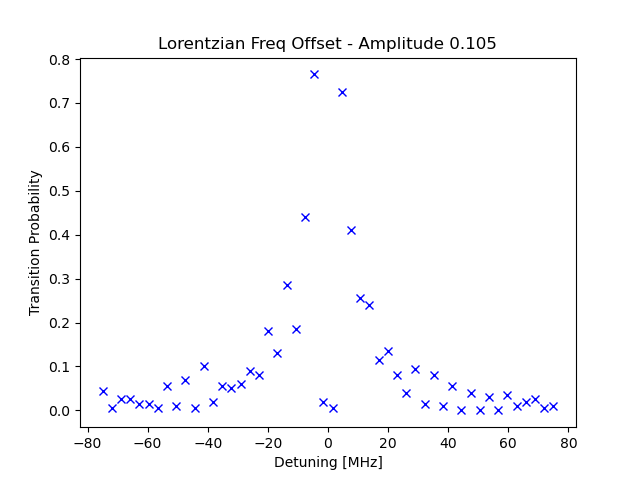 Lorentzian Freq Offset - Amplitude 0.105
0.8
0.7
0.6
0.5
0.4
0.3
0.2
0.1
0.0
Transition Probability
−80 −60 −40 −20 0 20 40 60 80
Detuning [MHz]